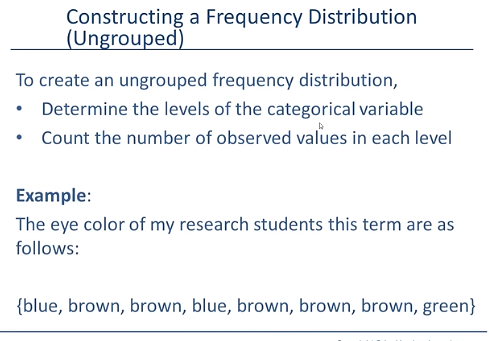 Constructing a Frequency Distribution
(Ungrouped)
To create an ungrouped frequency distribution,
• Determine the levels of the categorical variable
• Count the number of observed values in each level
Example:
The eye color of my research students this term are as
follows:
{blue, brown, brown, blue, brown, brown, brown, green}